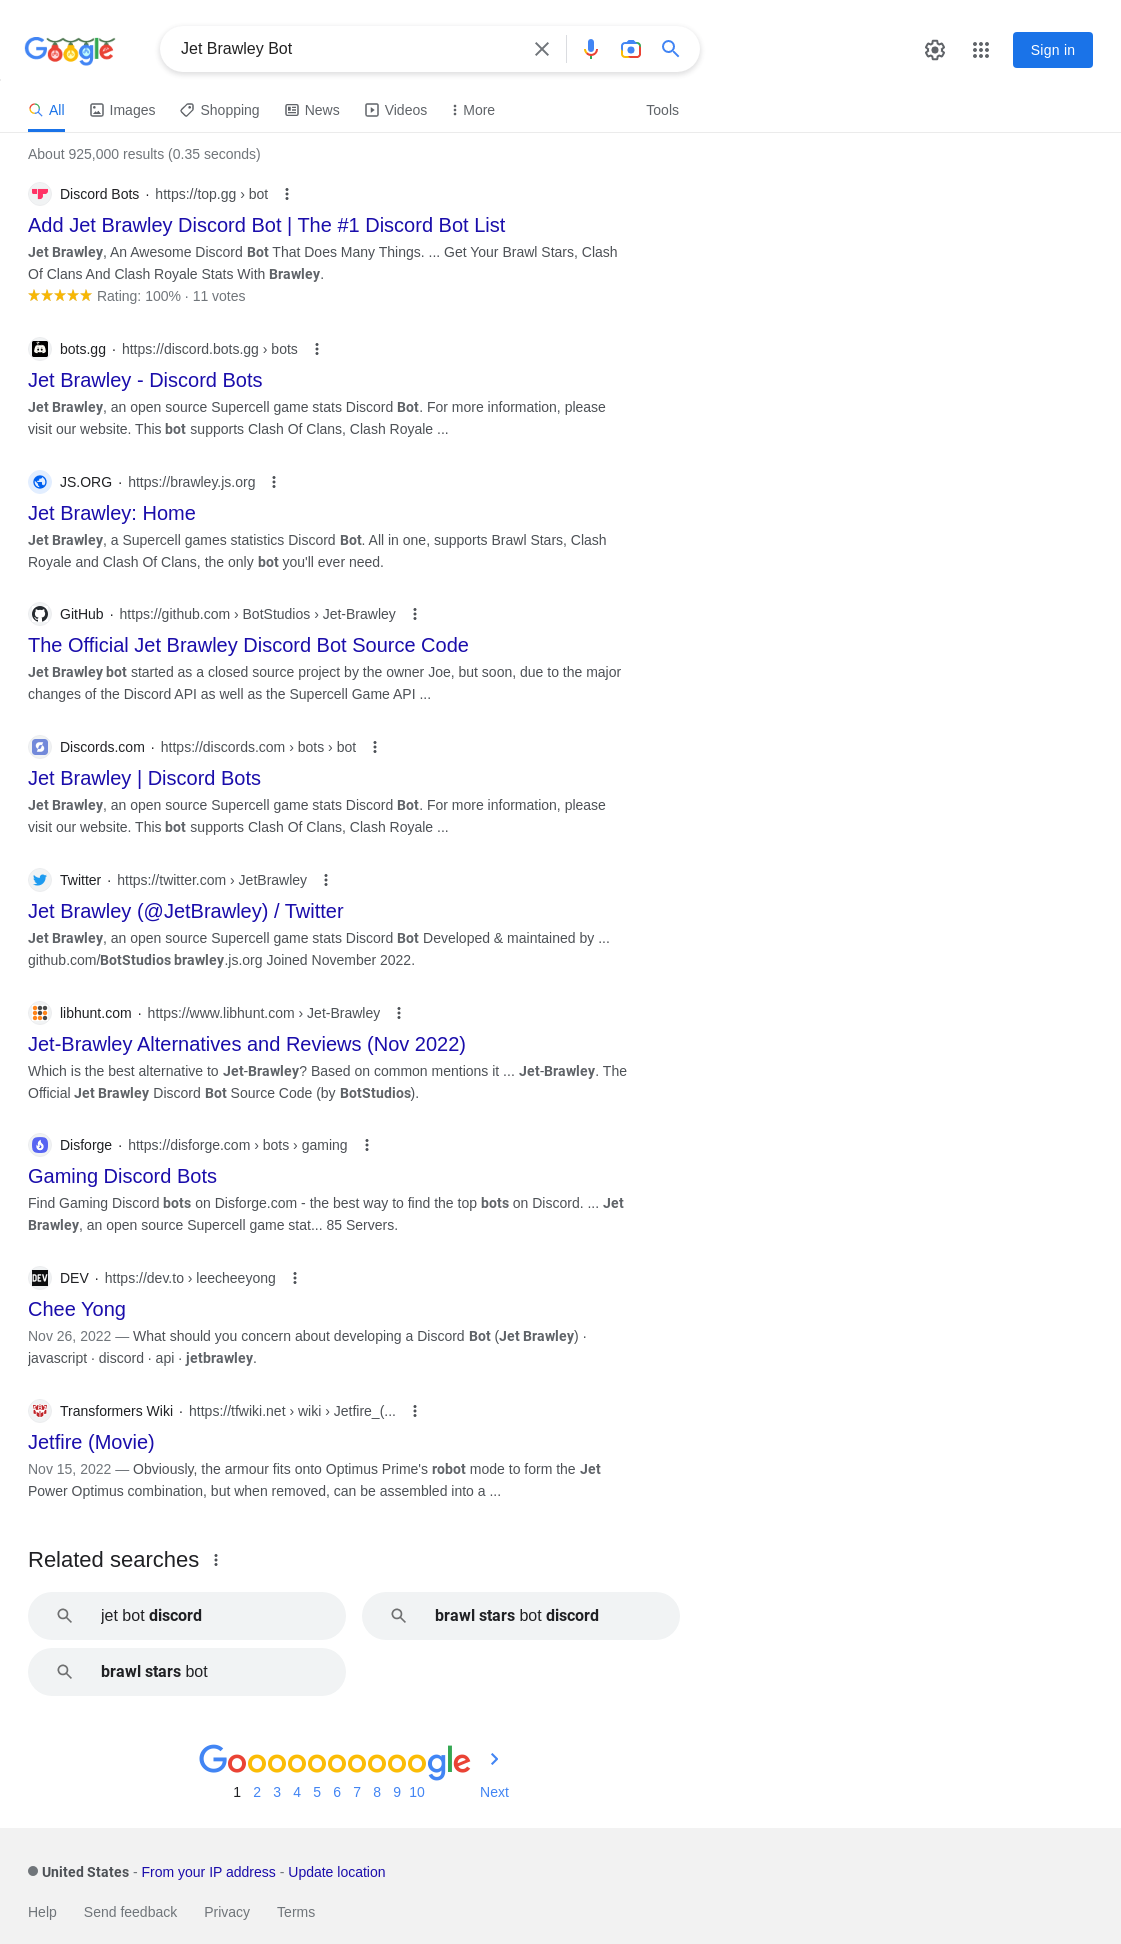 Google
Jet Brawley Bot
Sign in
All
Images
Shopping
News
Videos
More
Tools
About 925,000 results (0.35 seconds)
Discord Bots · https://top.gg › bot
Add Jet Brawley Discord Bot | The #1 Discord Bot List
Jet Brawley, An Awesome Discord Bot That Does Many Things. ... Get Your Brawl Stars, Clash
Of Clans And Clash Royale Stats With Brawley.
Rating: 100% · 11 votes
bots.gg · https://discord.bots.gg › bots
Jet Brawley - Discord Bots
Jet Brawley, an open source Supercell game stats Discord Bot. For more information, please
visit our website. This bot supports Clash Of Clans, Clash Royale ...
JS.ORG · https://brawley.js.org
Jet Brawley: Home
Jet Brawley, a Supercell games statistics Discord Bot. All in one, supports Brawl Stars, Clash
Royale and Clash Of Clans, the only bot you'll ever need.
GitHub · https://github.com › BotStudios › Jet-Brawley
The Official Jet Brawley Discord Bot Source Code
Jet Brawley bot started as a closed source project by the owner Joe, but soon, due to the major
changes of the Discord API as well as the Supercell Game API ...
Discords.com · https://discords.com › bots › bot
Jet Brawley | Discord Bots
Jet Brawley, an open source Supercell game stats Discord Bot. For more information, please
visit our website. This bot supports Clash Of Clans, Clash Royale ...
Twitter · https://twitter.com › JetBrawley
Jet Brawley (@JetBrawley) / Twitter
Jet Brawley, an open source Supercell game stats Discord Bot Developed & maintained by ...
github.com/BotStudios brawley.js.org Joined November 2022.
libhunt.com · https://www.libhunt.com › Jet-Brawley
Jet-Brawley Alternatives and Reviews (Nov 2022)
Which is the best alternative to Jet-Brawley? Based on common mentions it ... Jet-Brawley. The
Official Jet Brawley Discord Bot Source Code (by BotStudios).
Disforge · https://disforge.com › bots › gaming
Gaming Discord Bots
Find Gaming Discord bots on Disforge.com - the best way to find the top bots on Discord. ... Jet
Brawley, an open source Supercell game stat... 85 Servers.
DEV DEV · https://dev.to › leecheeyong
Chee Yong
Nov 26, 2022 — What should you concern about developing a Discord Bot (Jet Brawley) ·
javascript · discord · api · jetbrawley.
Transformers Wiki · https://tfwiki.net › wiki › Jetfire_(...
Jetfire (Movie)
Nov 15, 2022 — Obviously, the armour fits onto Optimus Prime's robot mode to form the Jet
Power Optimus combination, but when removed, can be assembled into a ...
Related searches
jet bot discord
brawl stars bot discord
brawl stars bot
Goooooooooogle
1 2 3 4 5 6 7 8 9 10 Next
United States - From your IP address - Update location
Help Send feedback Privacy Terms